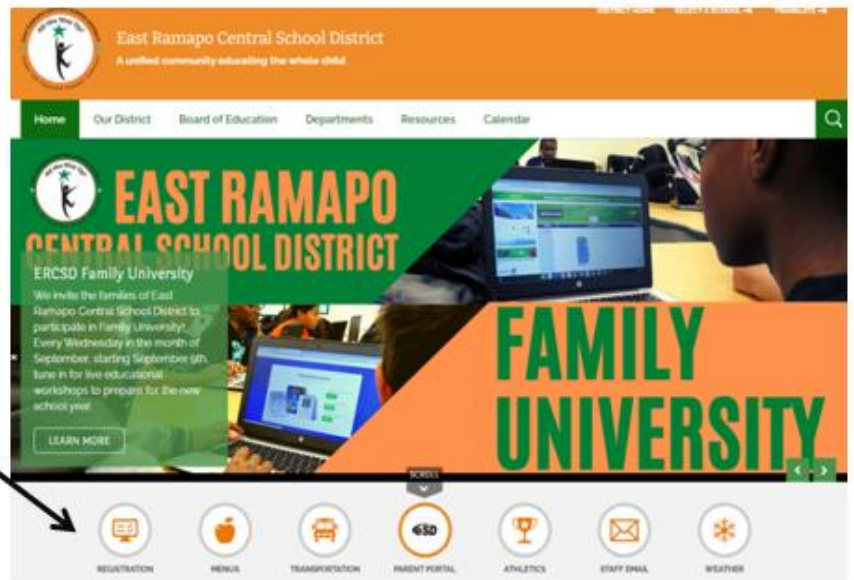 DISTRICT HOME SELECT A SCHOOL TRANSLATE
East Ramapo Central School District
A unified community educating the whole child
Home Our District Board of Education Departments Resources Calendar
EAST RAMAPO
CENTRAL SCHOOL DISTRICT
ERCSD Family University
We invite the families of East
Ramapo Central School District to
participate in Family University!
Every Wednesday in the month of
September, starting September 9th,
tune in for live educational
workshops to prepare for the new
school year.
LEARN MORE
FAMILY
UNIVERSITY
SCROLL
SD
REGISTRATION MENUS TRANSPORTATION PARENT PORTAL ATHLETICS STAFF EMAIL WEATHER